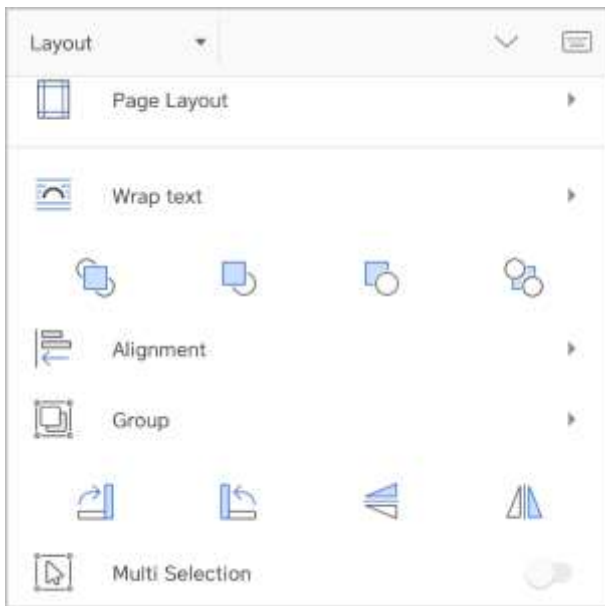 Layout
Page Layout
Wrap text
Alignment
Group
Multi Selection